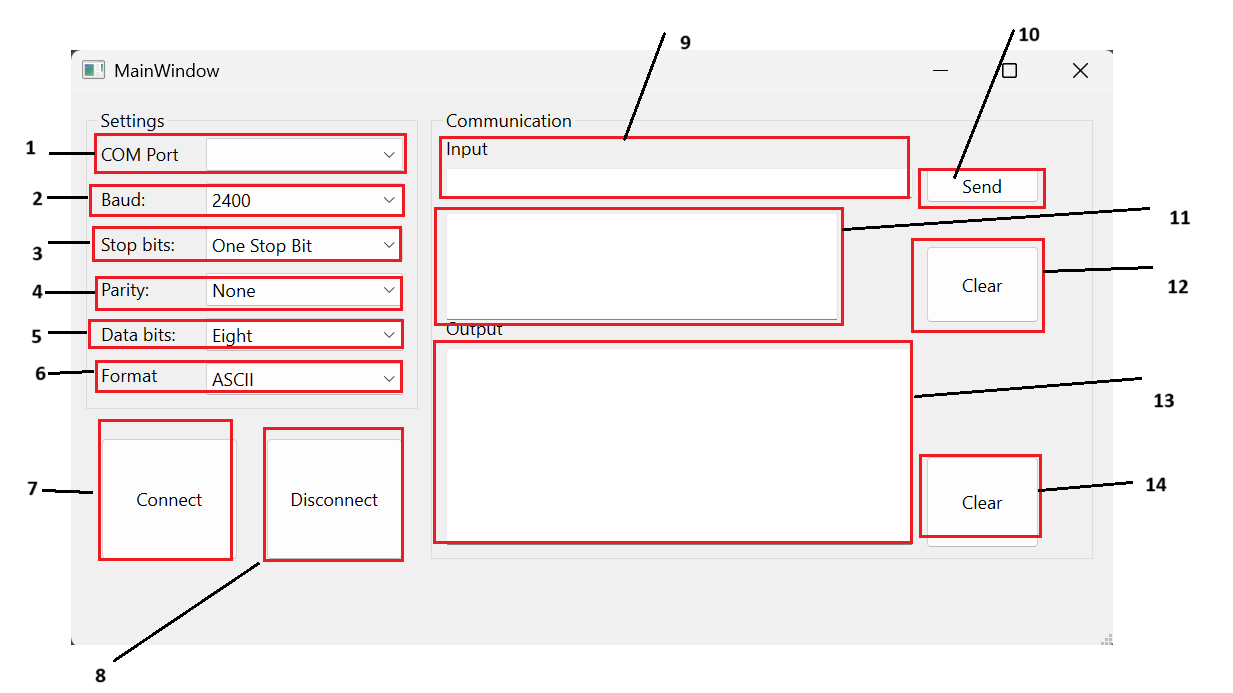 9
10
MainWindow
Settings
Communication
1
COM Port
Input
2
Baud:
2400
Send
3
Stop bits:
One Stop Bit
11
4
Parity:
None
Clear
12
5
Data bits:
Eight
Output
6
Format
ASCII
13
7
Connect
Disconnect
Clear
14
8